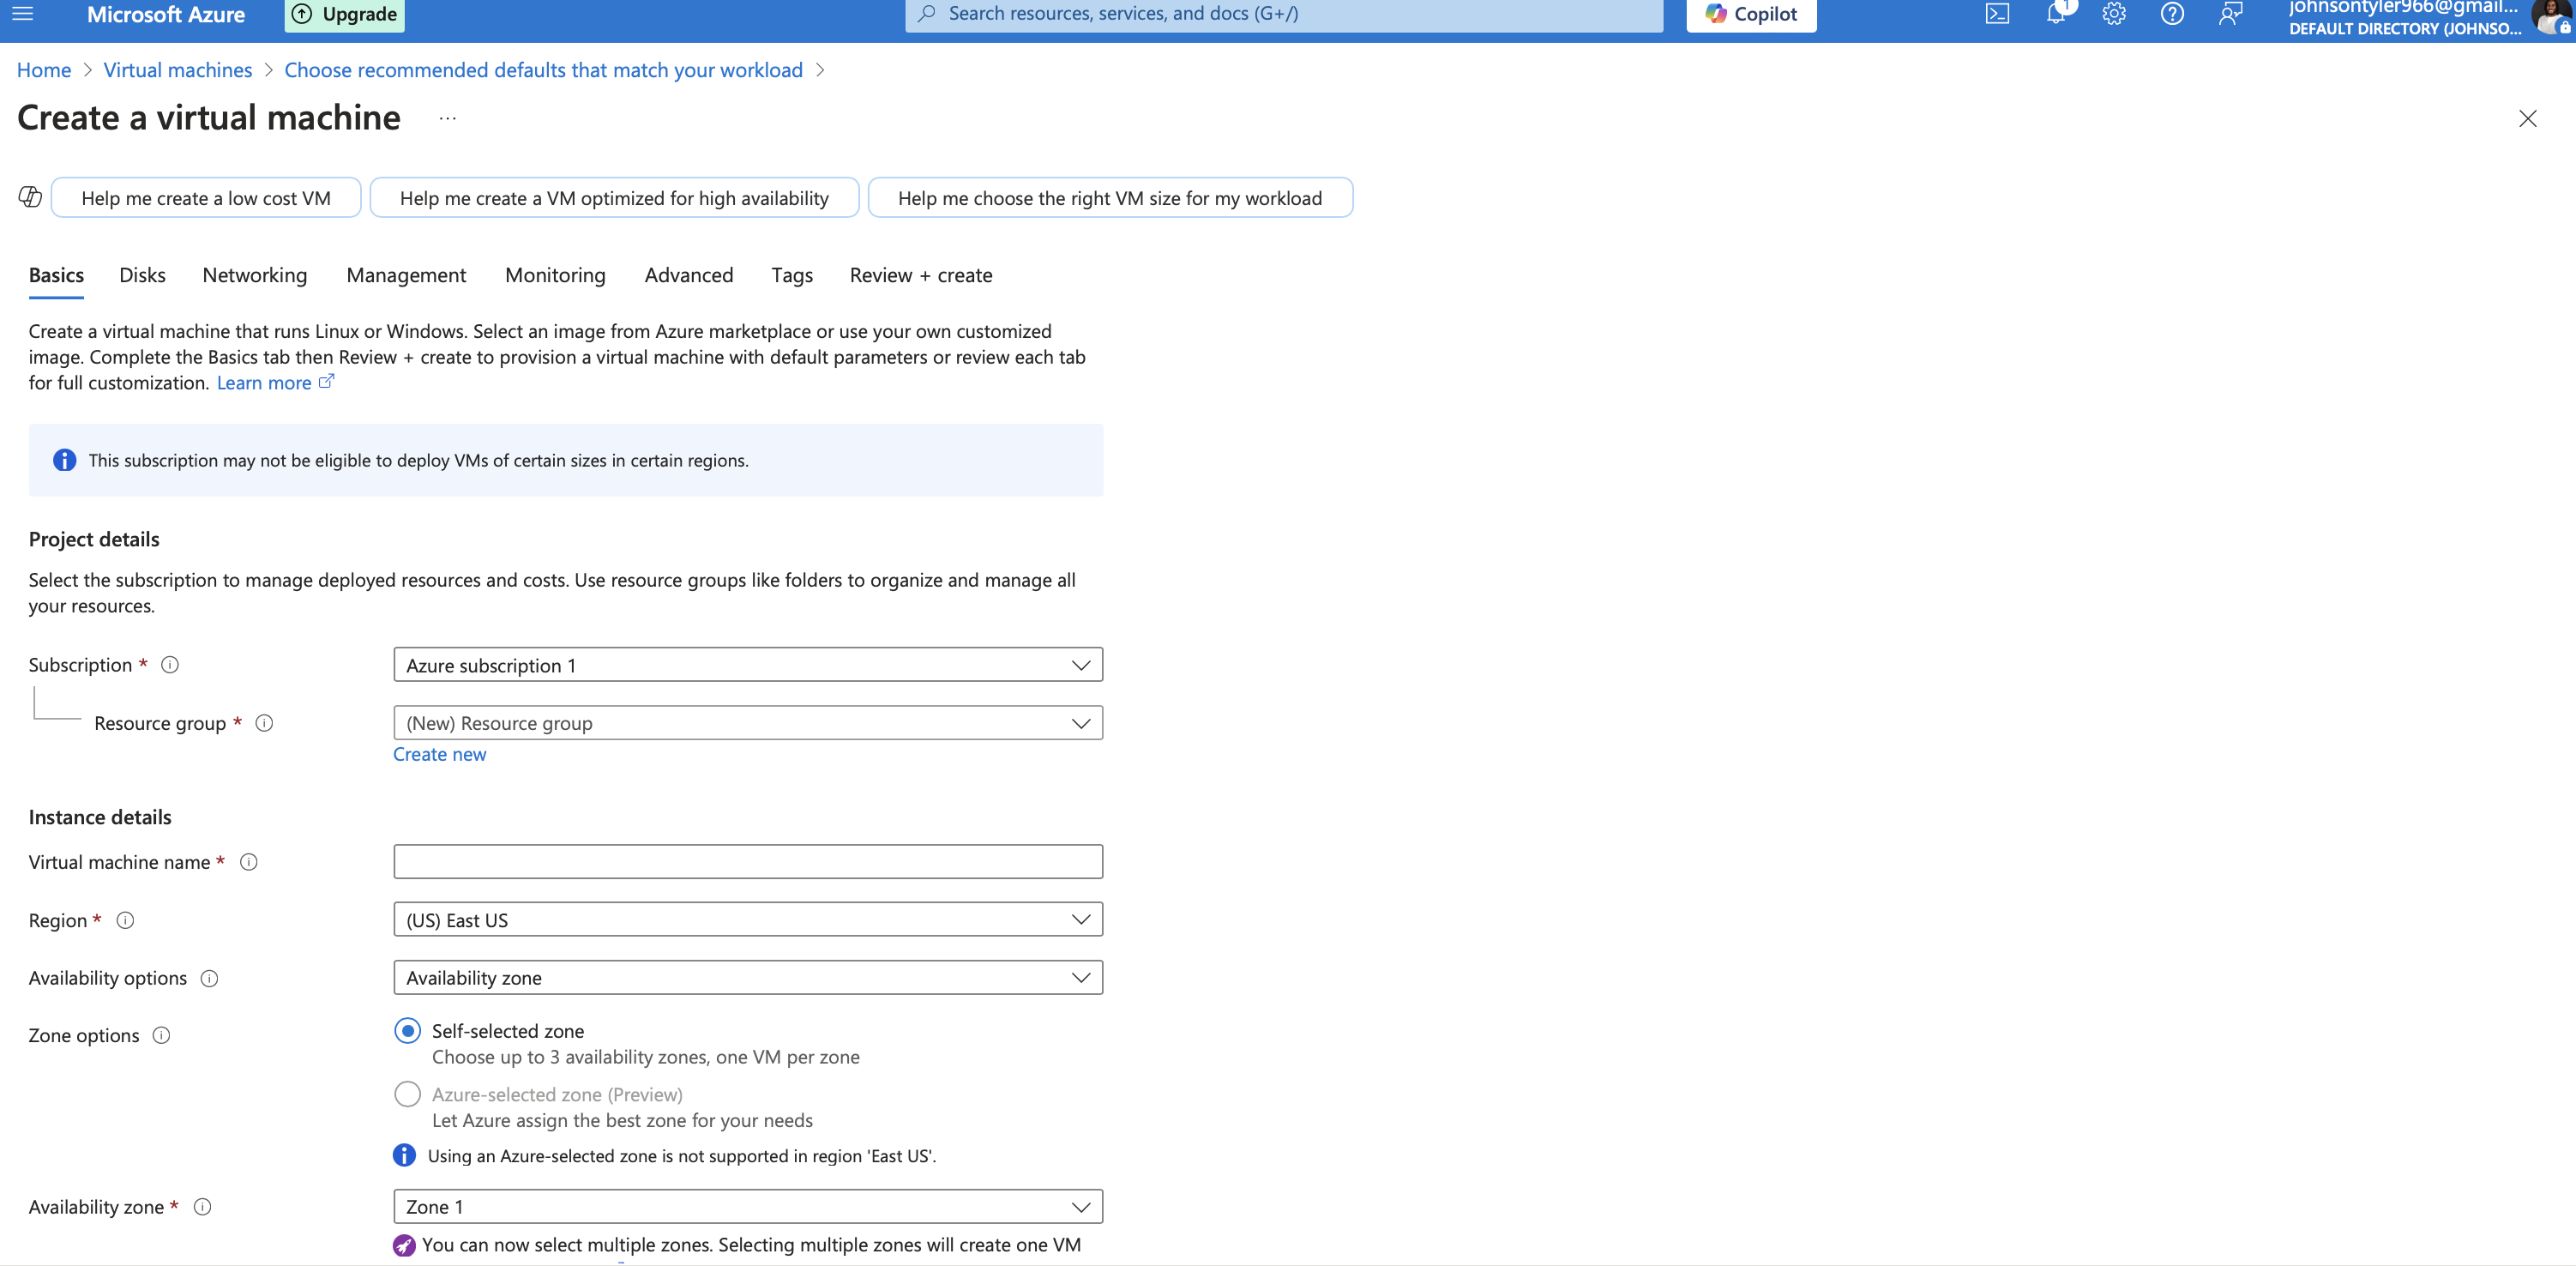 Microsoft Azure
Upgrade
Search resources, services, and docs (G+/)
Copilot
1
johnsontyler966@gmail...
DEFAULT DIRECTORY (JOHNSO...
Home > Virtual machines > Choose recommended defaults that match your workload >
Create a virtual machine ...
Help me create a low cost VM
Help me create a VM optimized for high availability
Help me choose the right VM size for my workload
Basics Disks Networking Management Monitoring Advanced Tags Review + create
Create a virtual machine that runs Linux or Windows. Select an image from Azure marketplace or use your own customized
image. Complete the Basics tab then Review + create to provision a virtual machine with default parameters or review each tab
for full customization. Learn more
This subscription may not be eligible to deploy VMs of certain sizes in certain regions.
Project details
Select the subscription to manage deployed resources and costs. Use resource groups like folders to organize and manage all
your resources.
Subscription *
Azure subscription 1
Resource group *
(New) Resource group
Create new
Instance details
Virtual machine name *
Region *
(US) East US
Availability options
Availability zone
Zone options
Self-selected zone
Choose up to 3 availability zones, one VM per zone
Azure-selected zone (Preview)
Let Azure assign the best zone for your needs
Using an Azure-selected zone is not supported in region 'East US'.
Availability zone *
Zone 1
You can now select multiple zones. Selecting multiple zones will create one VM